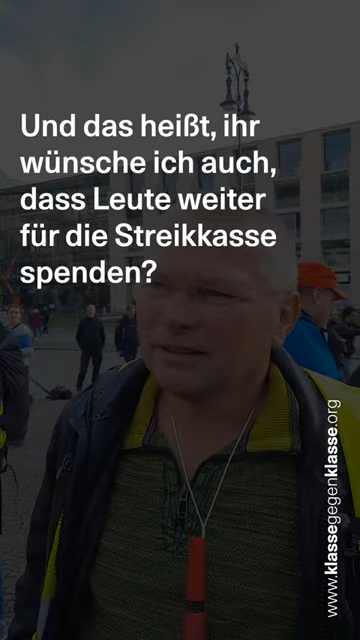 Und das heißt, ihr
wünsche ich auch,
dass Leute weiter
für die Streikkasse
spenden?
www.klassegegenklasse.org